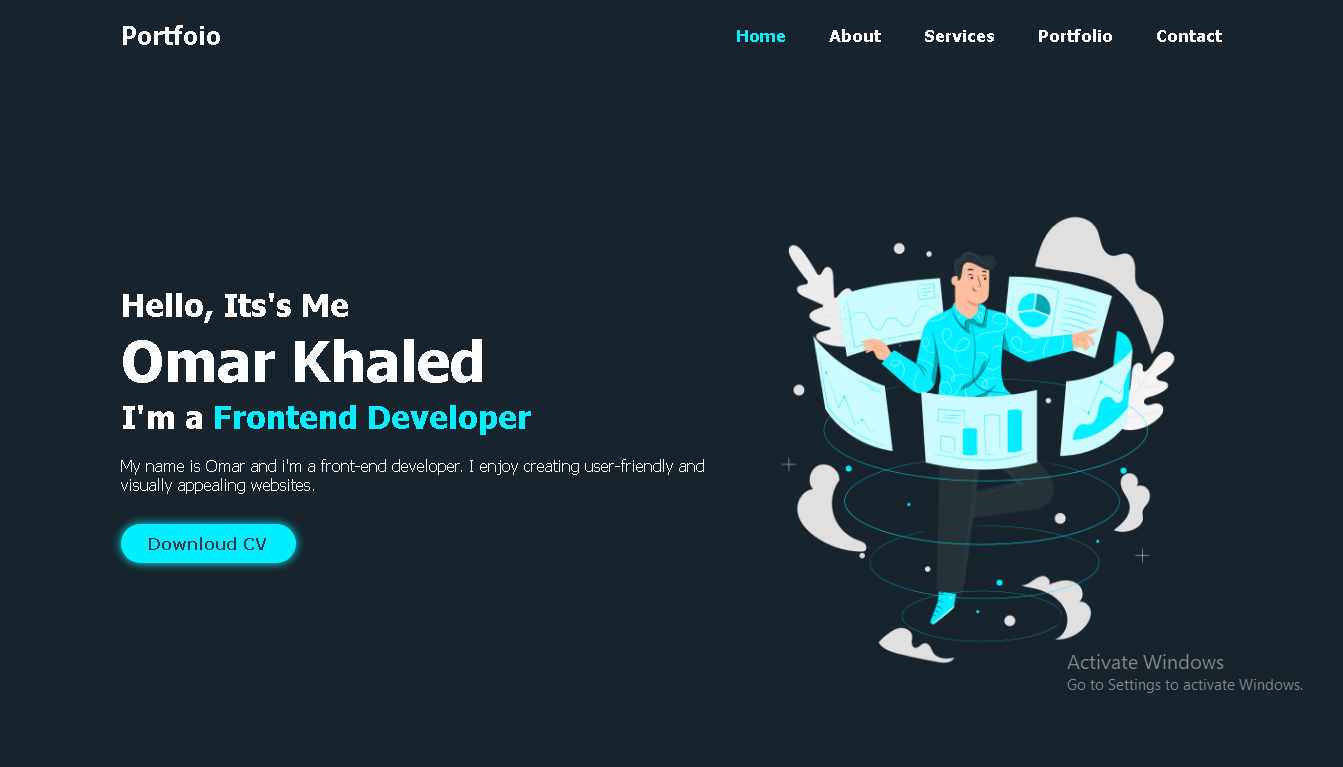 Portfoio
Home About Services Portfolio Contact
Hello, Its's Me
Omar Khaled
I'm a Frontend Developer
My name is Omar and i'm a front-end developer. I enjoy creating user-friendly and
visually appealing websites.
Downloud CV
Activate Windows
Go to Settings to activate Windows.